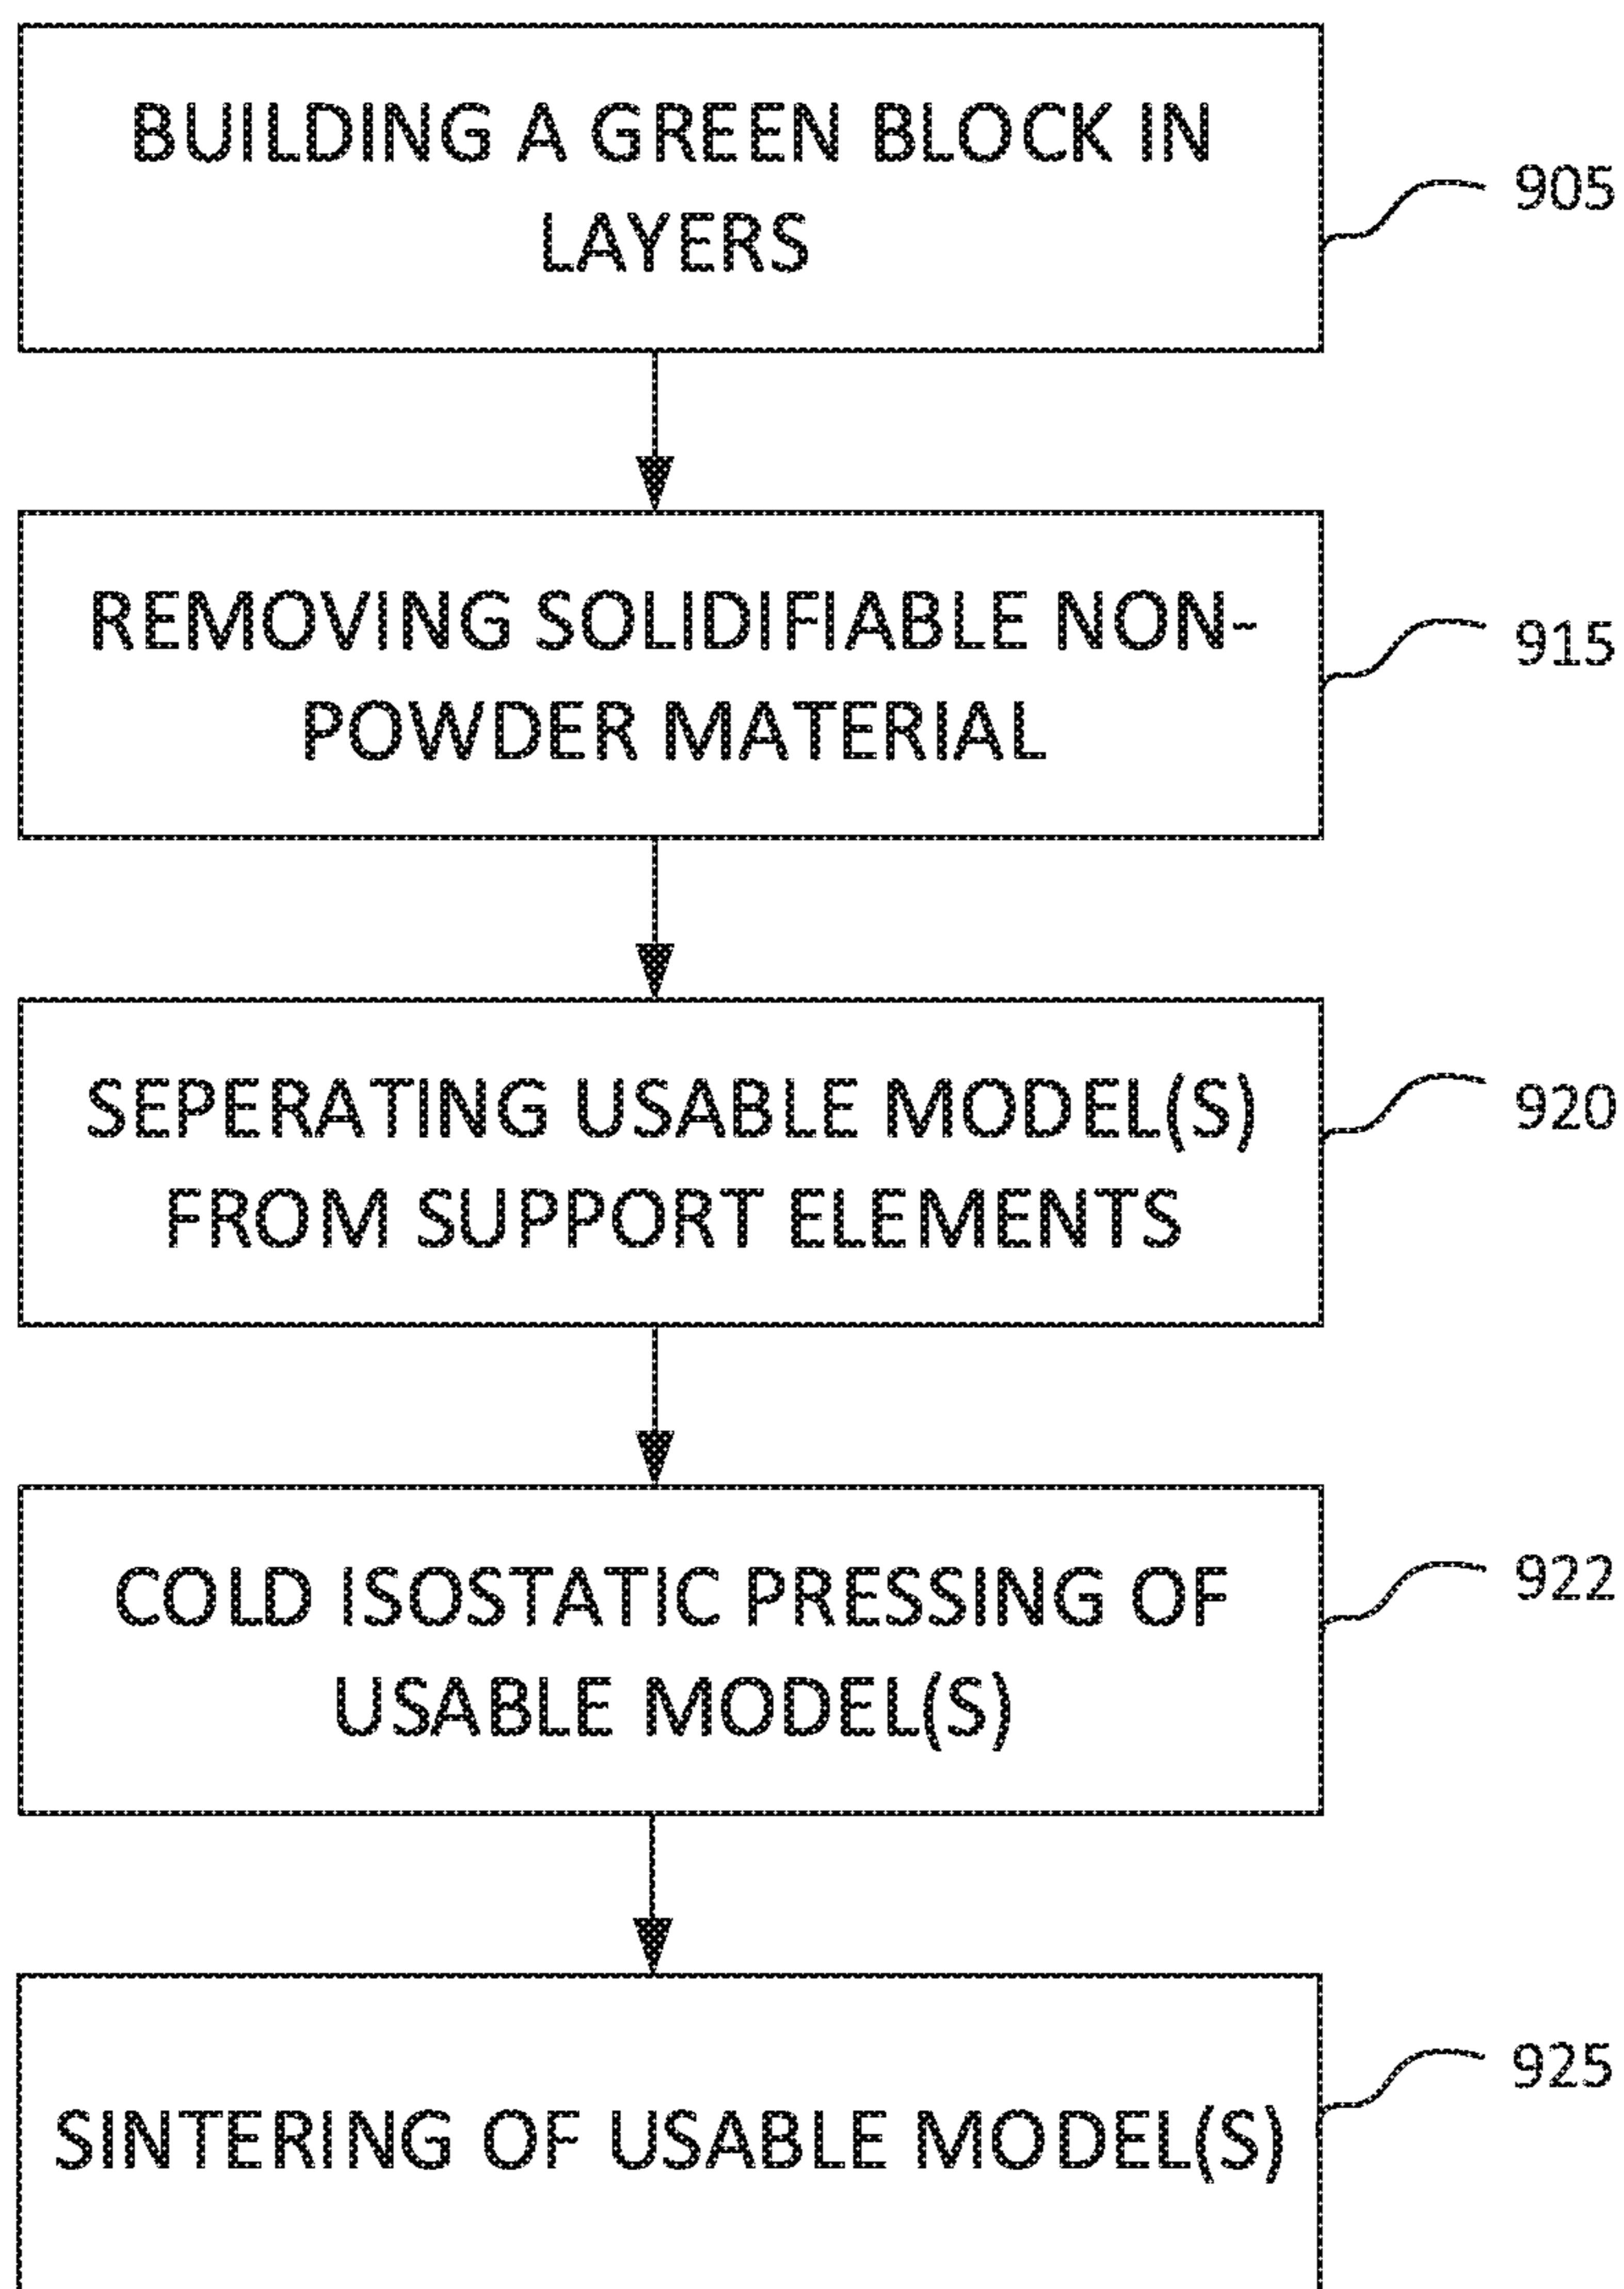 BUILDING A GREEN BLOCK IN
LAYERS
905
REMOVING SOLIDIFIABLE NON-
POWDER MATERIAL
915
SEPERATING USABLE MODEL(S)
FROM SUPPORT ELEMENTS
920
COLD ISOSTATIC PRESSING OF
USABLE MODEL(S)
922
SINTERING OF USABLE MODEL(S)
925